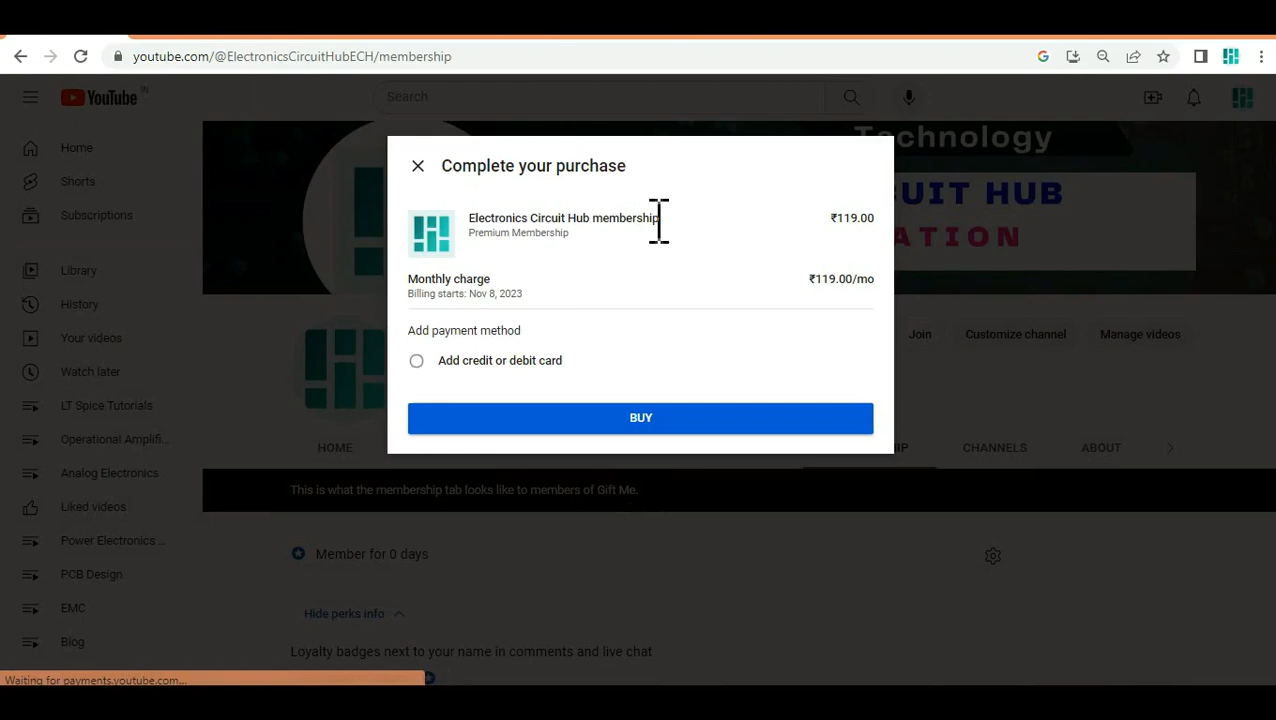 youtube.com/@ElectronicsCircuitHubECH/membership
YouTube IN
Search
Technology
Home
Shorts
Subscriptions
Library
History
Your videos
Watch later
LT Spice Tutorials
Operational Amplifi...
Analog Electronics
Liked videos
Power Electronics ...
PCB Design
EMC
Blog
Complete your purchase
Electronics Circuit Hub membership ₹119.00
Premium Membership
Monthly charge ₹119.00/mo
Billing starts: Nov 8, 2023
Add payment method
Add credit or debit card
BUY
CUIT HUB
ATION
Join Customize channel Manage videos
HOME IP CHANNELS ABOUT
This is what the membership tab looks like to members of Gift Me.
Member for 0 days
Hide perks info
Loyalty badges next to your name in comments and live chat
Waiting for payments.youtube.com...